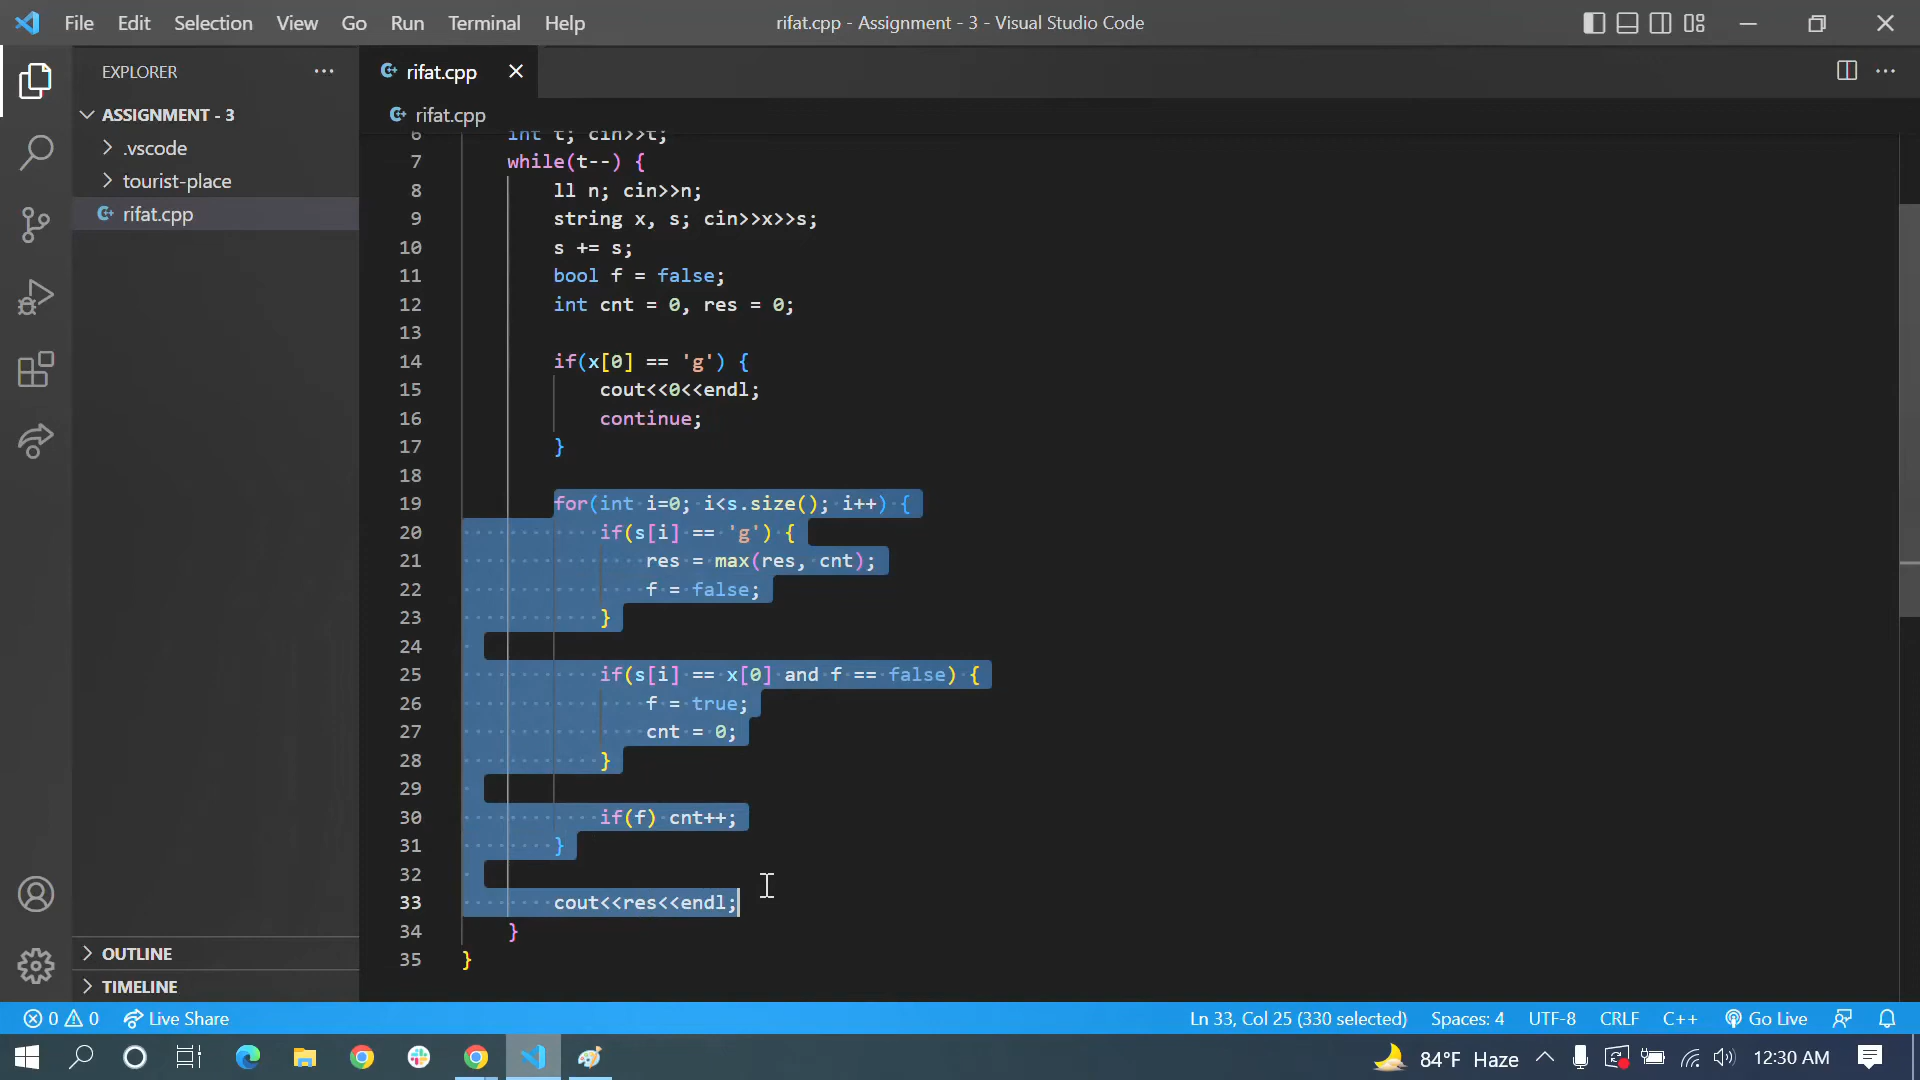 File Edit Selection View Go Run Terminal Help rifat.cpp - Assignment - 3 - Visual Studio Code
EXPLORER
ASSIGNMENT - 3
.vscode
tourist-place
rifat.cpp
OUTLINE
TIMELINE
rifat.cpp
rifat.cpp
6 int t; cin>>t;
7 while(t--) {
8 ll n; cin>>n;
9 string x, s; cin>>x>>s;
10 s += s;
11 bool f = false;
12 int cnt = 0, res = 0;
13
14 if(x[0] == 'g') {
15 cout<<0<<endl;
16 continue;
17 }
18
19 for(int i=0; i<s.size(); i++) {
20 if(s[i] == 'g') {
21 res = max(res, cnt);
22 f = false;
23 }
24
25 if(s[i] == x[0] and f == false) {
26 f = true;
27 cnt = 0;
28 }
29
30 if(f) cnt++;
31 }
32
33 cout<<res<<endl;
34 }
35 }
0 0 Live Share Ln 33, Col 25 (330 selected) Spaces: 4 UTF-8 CRLF C++ Go Live
84°F Haze 12:30 AM